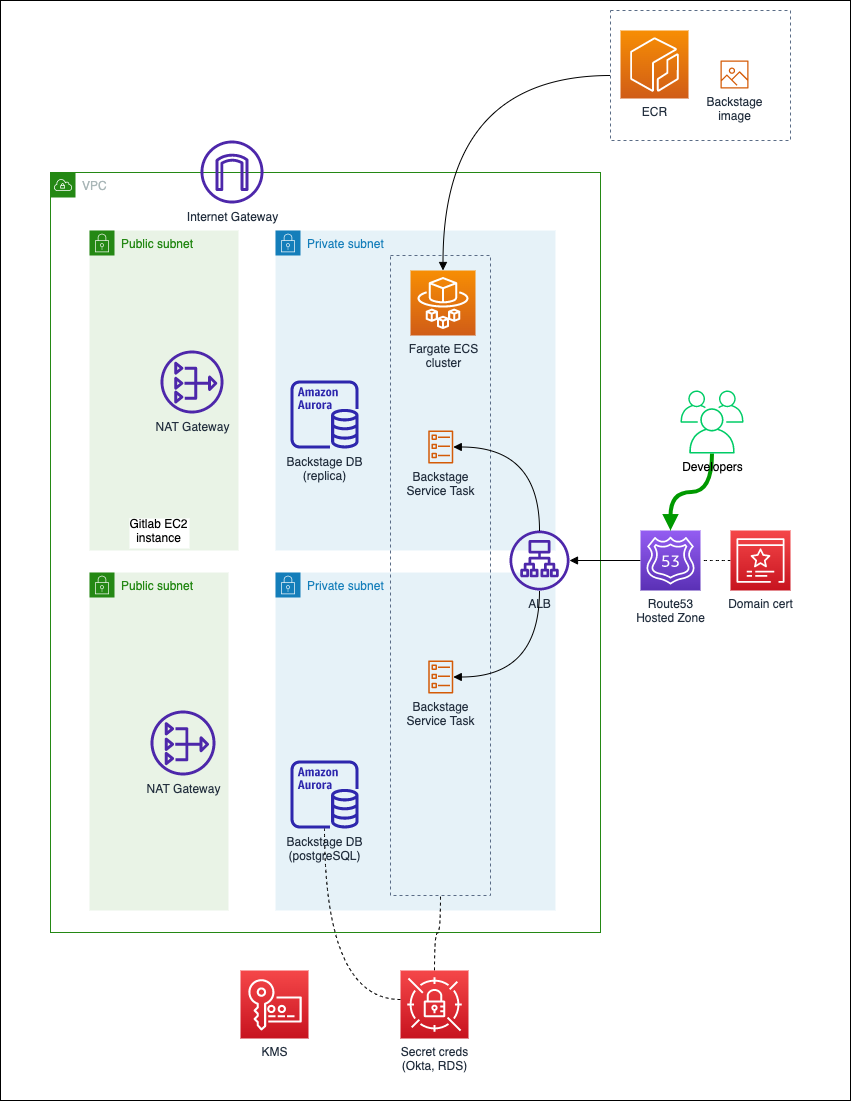 ECR
Backstage
image
VPC
Internet Gateway
Public subnet
Private subnet
Fargate ECS
cluster
NAT Gateway
Amazon
Aurora
Backstage DB
(replica)
Backstage
Service Task
Developers
Gitlab EC2
instance
53
ALB
Route53
Hosted Zone
Domain cert
Public subnet
Private subnet
Backstage
Service Task
NAT Gateway
Amazon
Aurora
Backstage DB
(postgreSQL)
KMS
Secret creds
(Okta, RDS)